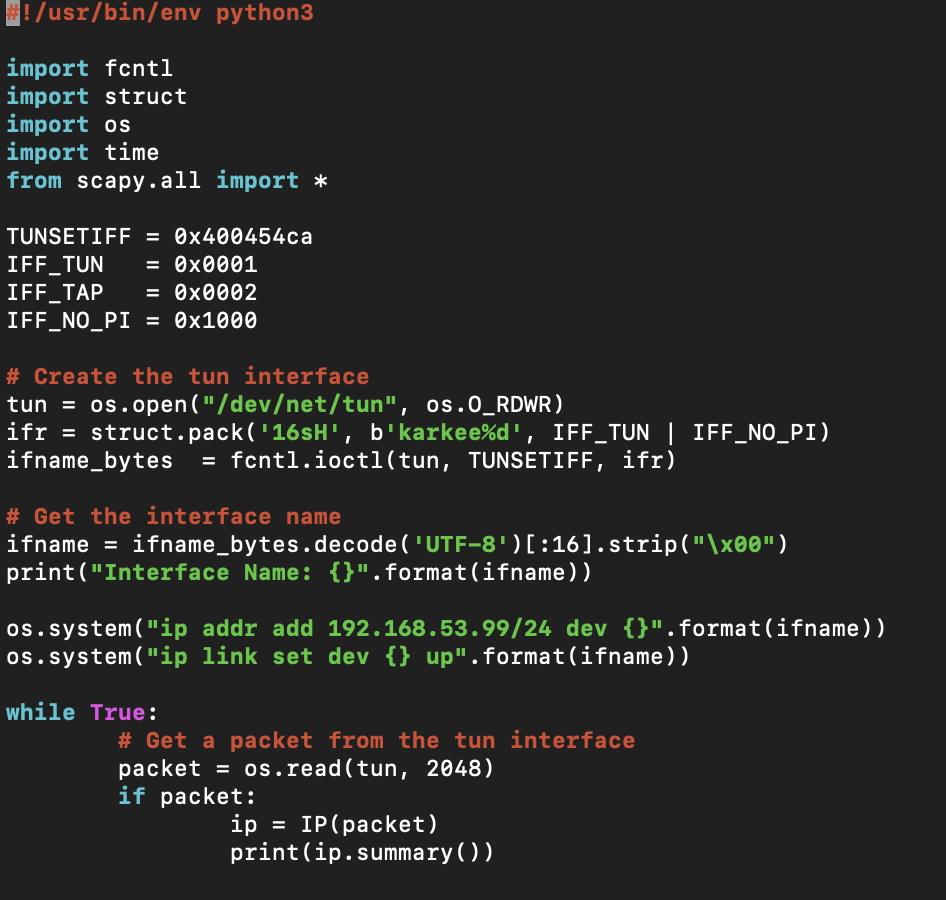 #!/usr/bin/env python3

import fcntl
import struct
import os
import time
from scapy.all import *

TUNSETIFF = 0x400454ca
IFF_TUN   = 0x0001
IFF_TAP   = 0x0002
IFF_NO_PI = 0x1000

# Create the tun interface
tun = os.open("/dev/net/tun", os.O_RDWR)
ifr = struct.pack('16sH', b'karkee%d', IFF_TUN | IFF_NO_PI)
ifname_bytes  = fcntl.ioctl(tun, TUNSETIFF, ifr)

# Get the interface name
ifname = ifname_bytes.decode('UTF-8')[:16].strip("\x00")
print("Interface Name: {}".format(ifname))

os.system("ip addr add 192.168.53.99/24 dev {}".format(ifname))
os.system("ip link set dev {} up".format(ifname))

while True:
        # Get a packet from the tun interface
        packet = os.read(tun, 2048)
        if packet:
                ip = IP(packet)
                print(ip.summary())